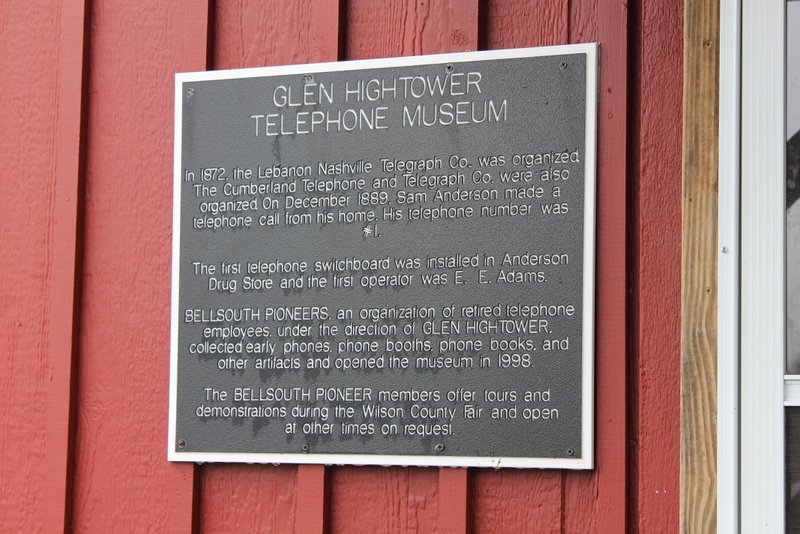 GLEN HIGHTOWER
TELEPHONE MUSEUM
In 1872, the Lebanon Nashville Telegraph Co. was organized.
The Cumberland Telephone and Telegraph Co. were also
organized. On December 1889, Sam Anderson made a
telephone call from his home. His telephone number was
#1.
The first telephone switchboard was installed in Anderson
Drug Store and the first operator was E. E. Adams.
BELLSOUTH PIONEERS, an organization of retired telephone
employees, under the direction of GLEN HIGHTOWER,
collected early phones, phone booths, phone books, and
other artifacts and opened the museum in 1998.
The BELLSOUTH PIONEER members offer tours and
demonstrations during the Wilson County Fair and open
at other times on request.